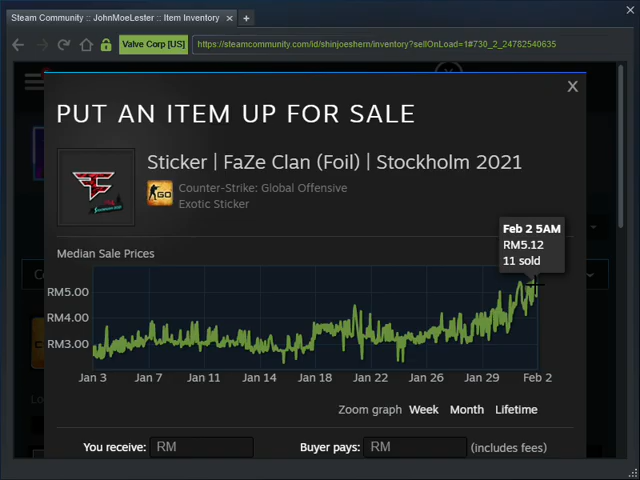 Steam Community :: JohnMoeLester :: Item Inventory
Valve Corp [US]
https://steamcommunity.com/id/shinjoeshern/inventory?sellOnLoad=1#730_2_24782540635
PUT AN ITEM UP FOR SALE
Sticker | FaZe Clan (Foil) | Stockholm 2021
GO
Counter-Strike: Global Offensive
Exotic Sticker
Feb 2 5AM
RM5.12
11 sold
Median Sale Prices
RM5.00
RM4.00
RM3.00
Jan 3 Jan 7 Jan 11 Jan 14 Jan 18 Jan 22 Jan 26 Jan 29 Feb 2
Zoom graph Week Month Lifetime
You receive: RM Buyer pays: RM (includes fees)